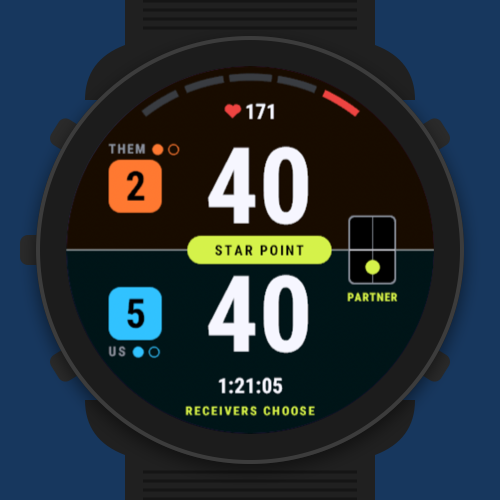 171
THEM
2
40
STAR POINT
PARTNER
5
40
US
1:21:05
RECEIVERS CHOOSE